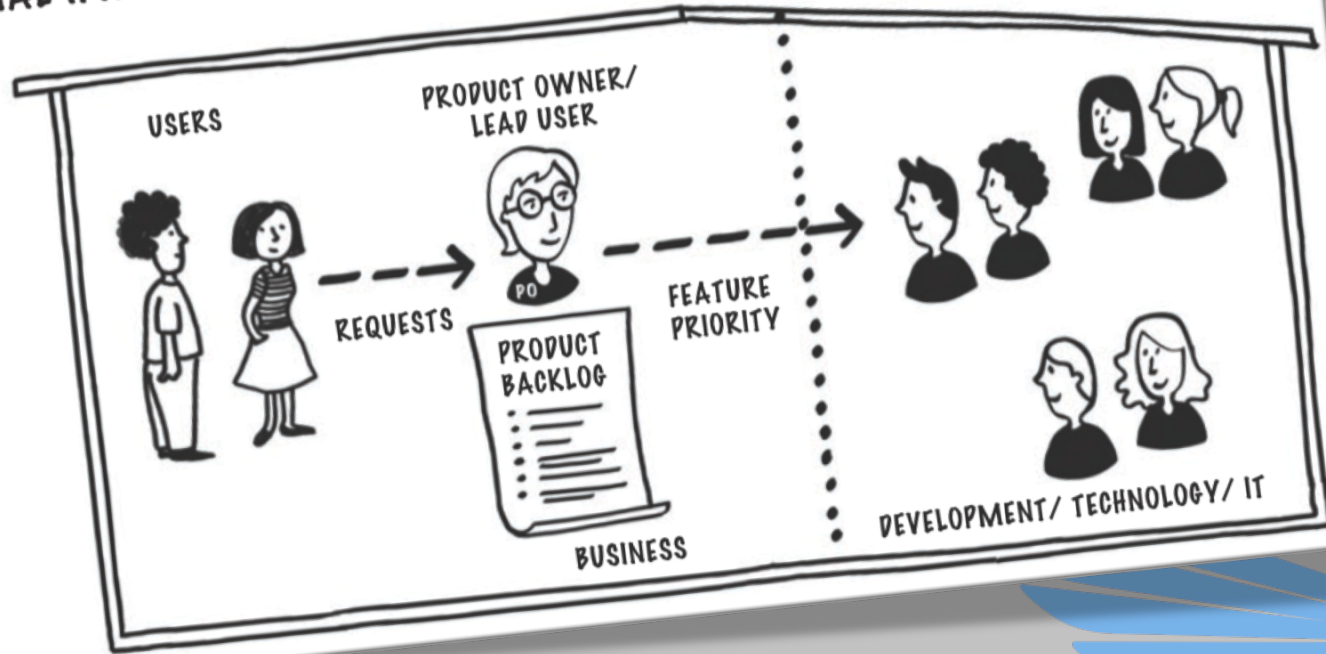 USERS
PRODUCT OWNER/
LEAD USER
REQUESTS
PO
PRODUCT
BACKLOG
FEATURE
PRIORITY
BUSINESS
DEVELOPMENT/ TECHNOLOGY/ IT